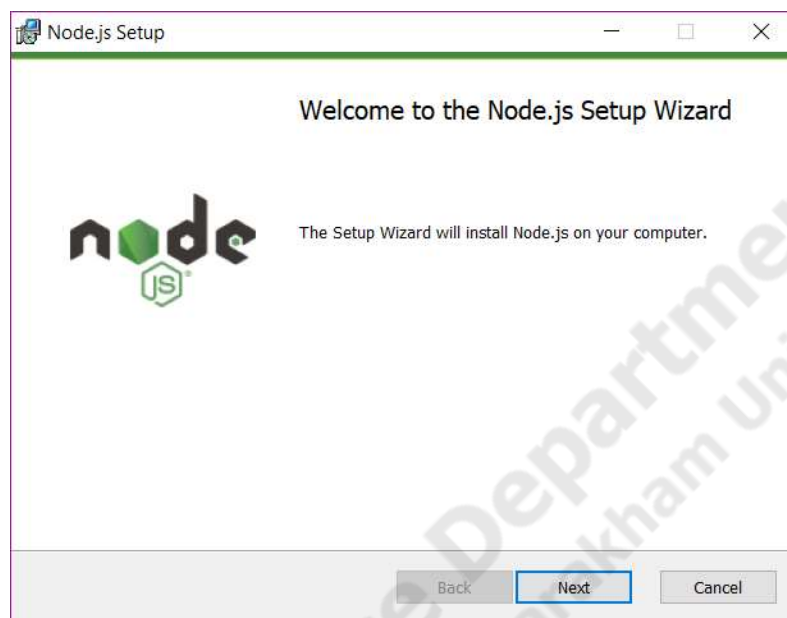 Node.js Setup
Welcome to the Node.js Setup Wizard
node
JS
The Setup Wizard will install Node.js on your computer.
Back
Next
Cancel